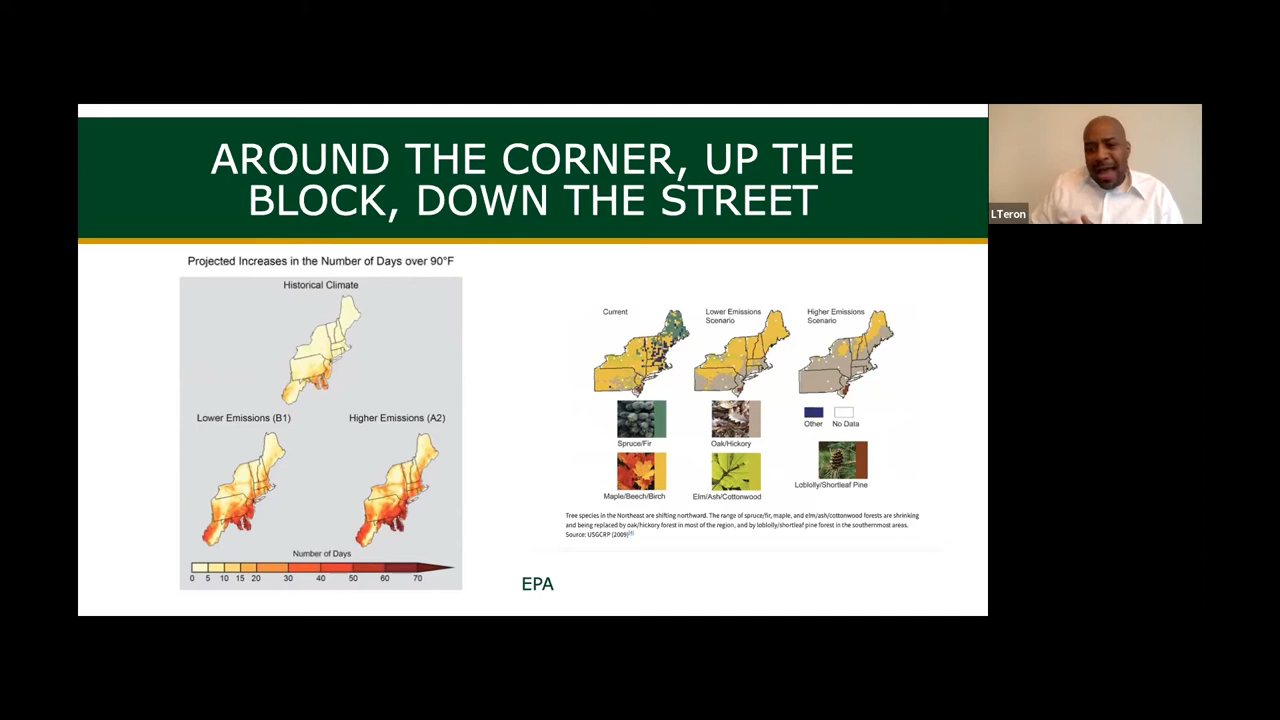 AROUND THE CORNER, UP THE
BLOCK, DOWN THE STREET
LTeron
Projected Increases in the Number of Days over 90°F
Historical Climate
Lower Emissions (B1)
Higher Emissions (A2)
Number of Days
0 5 10 15 20 30 40 50 60 70
Current
Lower Emissions
Scenario
Higher Emissions
Scenario
Spruce/Fir
Oak/Hickory
Other
No Data
Maple/Beech/Birch
Elm/Ash/Cottonwood
Loblolly/Shortleaf Pine
Tree species in the Northeast are shifting northward. The range of spruce/fir, maple, and elm/ash/cottonwood forests are shrinking
and being replaced by oak/hickory forest in most of the region, and by loblolly/shortleaf pine forest in the southernmost areas.
Source: USGCRP (2009)
EPA